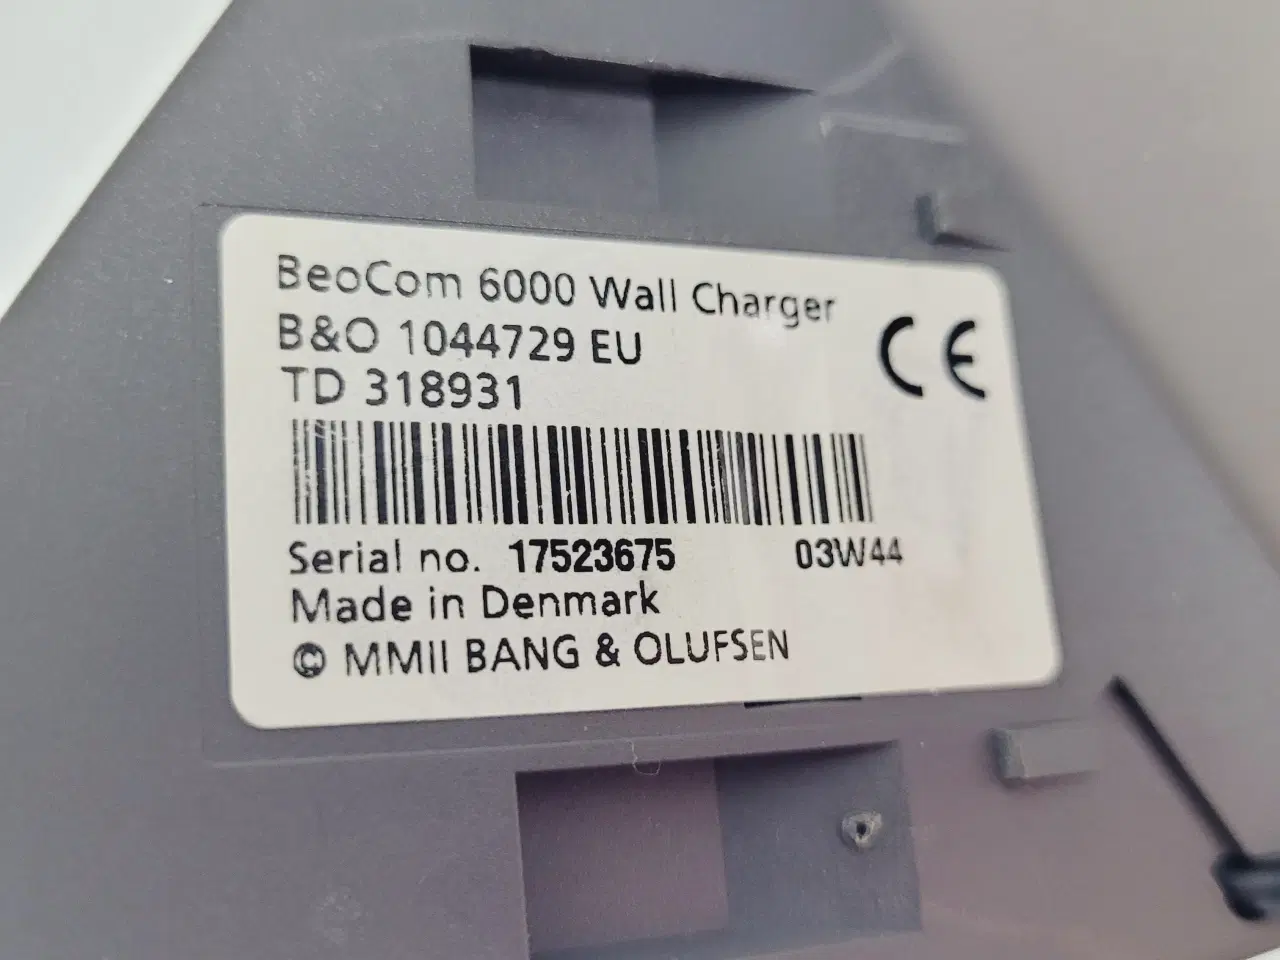 BeoCom 6000 Wall Charger
B&O 1044729 EU
CE
TD 318931
Serial no. 17523675 03W44
Made in Denmark
© MMII BANG & OLUFSEN